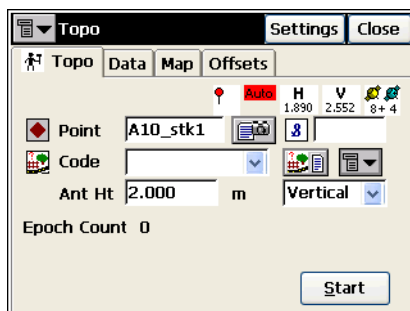 Topo Settings Close
Topo Data Map Offsets
Auto H V
1.890 2.552 8+ 4
Point A10_stk1
Code
Ant Ht 2.000 m Vertical
Epoch Count 0
Start